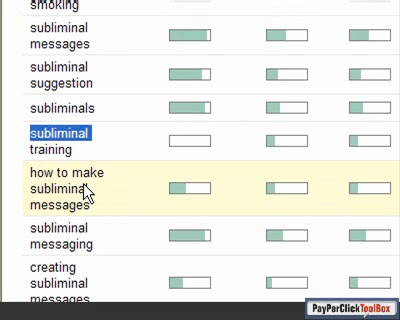 smoking
subliminal
messages
subliminal
suggestion
subliminals
subliminal
training
how to make
subliminal
messages
subliminal
messaging
creating
subliminal
messages
PayPerClickToolBox